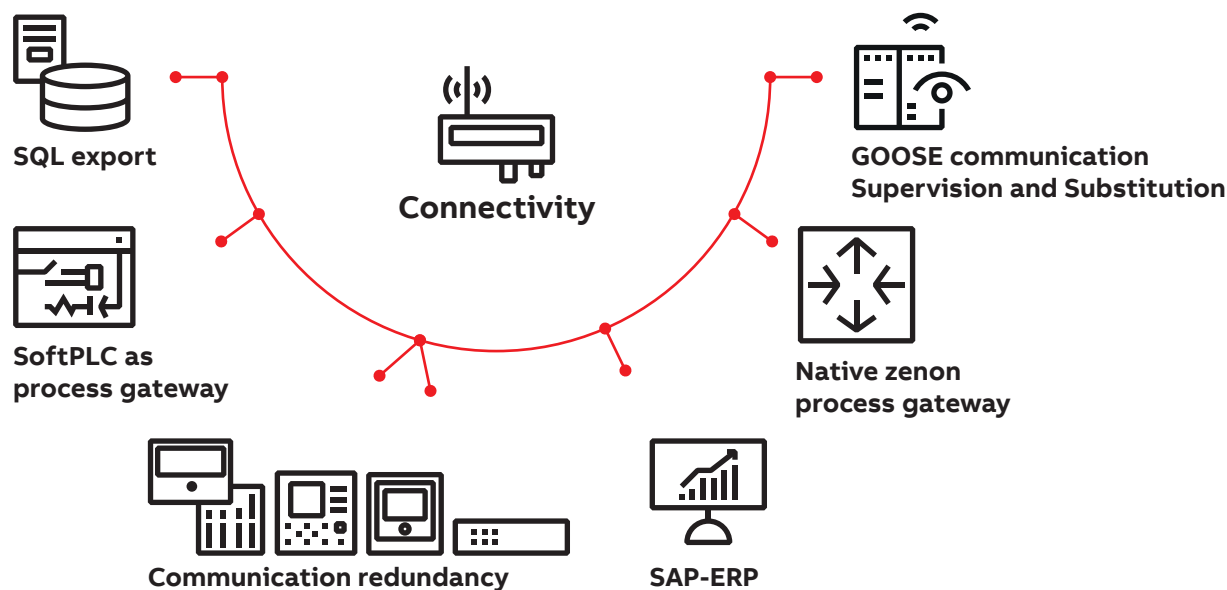 SQL export
Connectivity
GOOSE communication
Supervision and Substitution
SoftPLC as
process gateway
Native zenon
process gateway
Communication redundancy
SAP-ERP